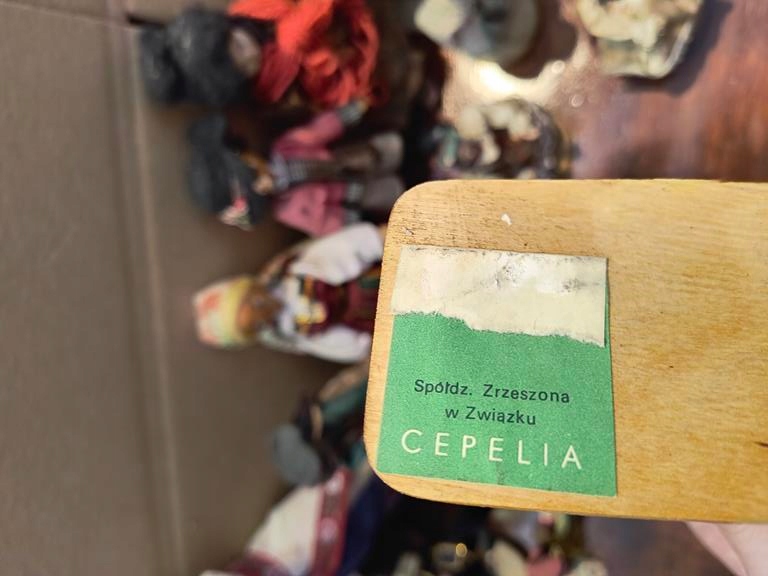 Spółdz. Zrzeszona
w Związku
CEPELIA